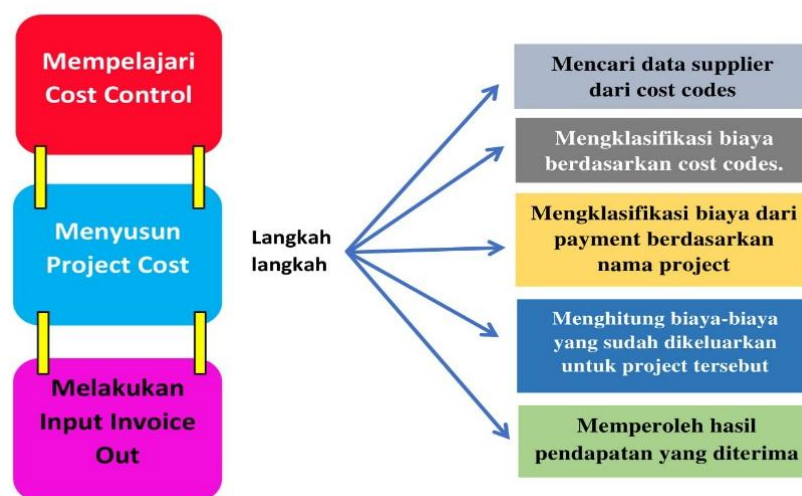 Mempelajari
Cost Control
Menyusun
Project Cost
Melakukan
Input Invoice
Out
Langkah
langkah
Mencari data supplier
dari cost codes
Mengklasifikasi biaya
berdasarkan cost codes.
Mengklasifikasi biaya dari
payment berdasarkan
nama project
Menghitung biaya-biaya
yang sudah dikeluarkan
untuk project tersebut
Memperoleh hasil
pendapatan yang diterima